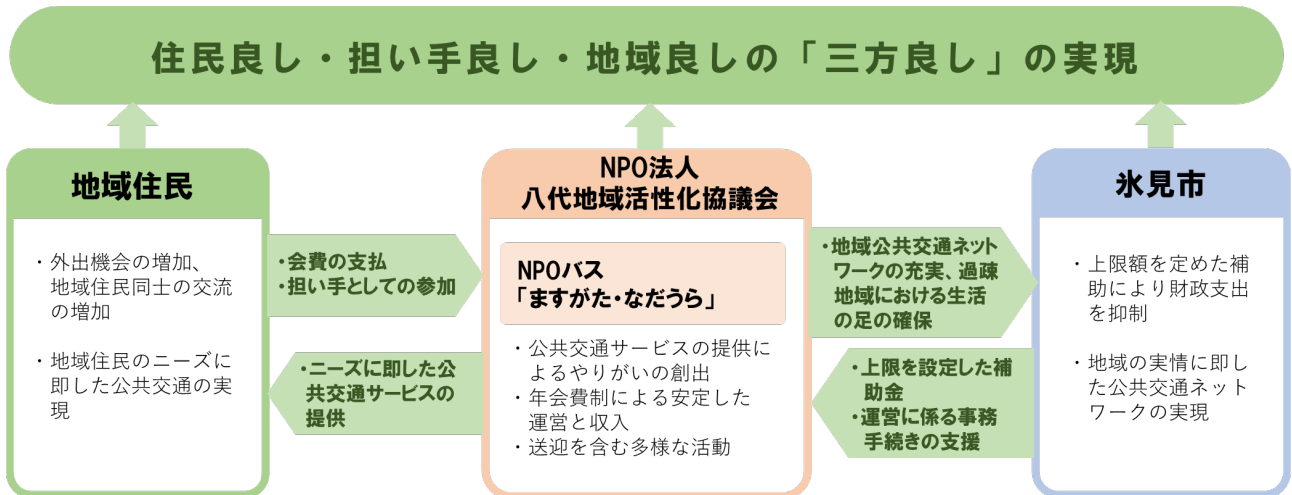 住民良し・担い手良し・地域良しの「三方良し」の実現
地域住民
・外出機会の増加、
地域住民同士の交流
の増加
・地域住民のニーズに
即した公共交通の実
現
・会費の支払
・担い手としての参加
・ニーズに即した公
共交通サービスの
提供
NPO法人
八代地域活性化協議会
NPOバス
「ますがた・なだうら」
・公共交通サービスの提供に
よるやりがいの創出
・年会費制による安定した
運営と収入
・送迎を含む多様な活動
・地域公共交通ネット
ワークの充実、過疎
地域における生活
の足の確保
・上限を設定した補
助金
・運営に係る事務
手続きの支援
氷見市
・上限額を定めた補
助により財政支出
を抑制
・地域の実情に即し
た公共交通ネット
ワークの実現